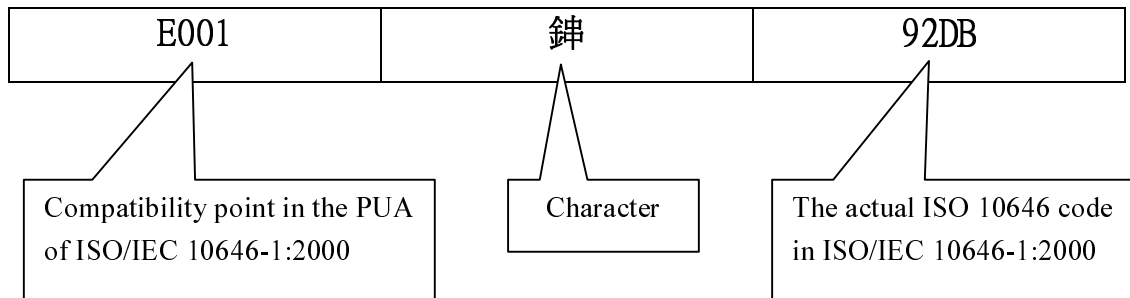 E001 鋛 92DB
Compatibility point in the PUA
of ISO/IEC 10646-1:2000
Character
The actual ISO 10646 code
in ISO/IEC 10646-1:2000